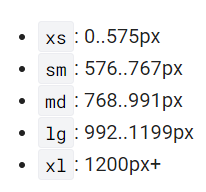 • xs: 0..575px
• sm: 576..767px
• md: 768..991px
• lg: 992..1199px
• xl: 1200px+